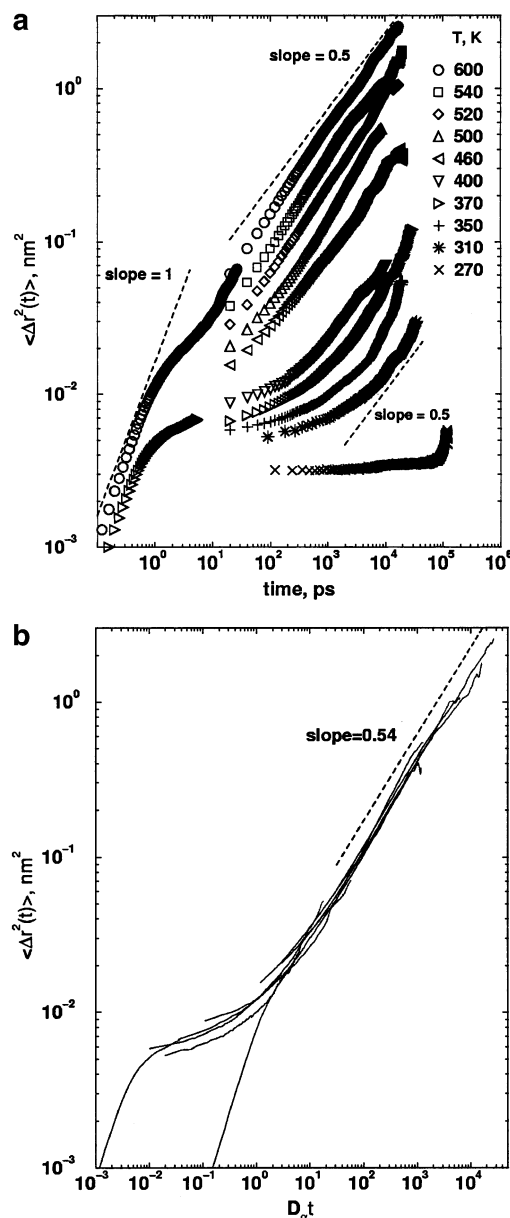 a
T, K
slope = 0.5
600
540
520
500
460
400
370
350
310
270
slope = 1
slope = 0.5
<Δr²(t)>, nm²
10⁰
10⁻¹
10⁻²
10⁻³
10⁰ 10¹ 10² 10³ 10⁴ 10⁵ 10⁶
time, ps
b
slope=0.54
<Δr²(t)>, nm²
10⁰
10⁻¹
10⁻²
10⁻³
10⁻³ 10⁻² 10⁻¹ 10⁰ 10¹ 10² 10³ 10⁴
Dₐt